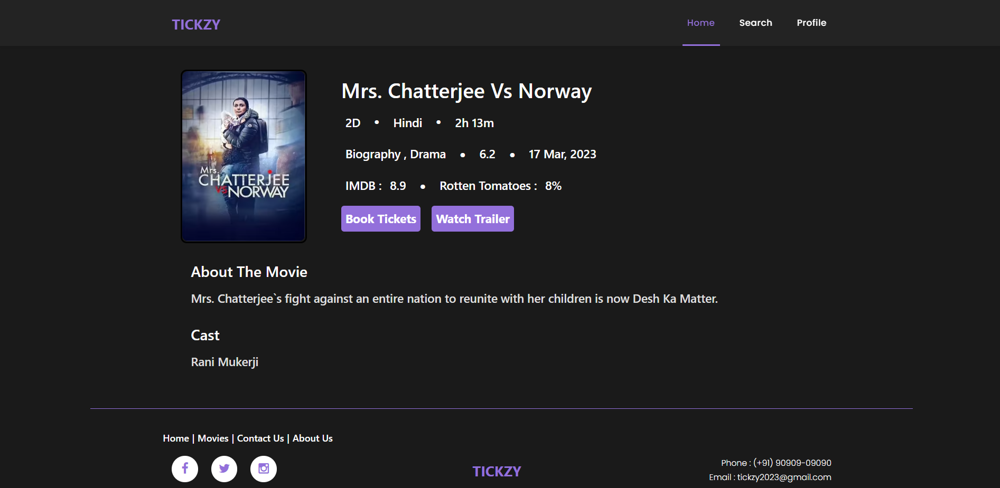 TICKZY
Home Search Profile
Mrs.
CHATTERJEE
VS NORWAY
Mrs. Chatterjee Vs Norway
2D • Hindi • 2h 13m
Biography , Drama • 6.2 • 17 Mar, 2023
IMDB : 8.9 • Rotten Tomatoes : 8%
Book Tickets Watch Trailer
About The Movie
Mrs. Chatterjee`s fight against an entire nation to reunite with her children is now Desh Ka Matter.
Cast
Rani Mukerji
Home | Movies | Contact Us | About Us
TICKZY
Phone : (+91) 90909-09090
Email : tickzy2023@gmail.com